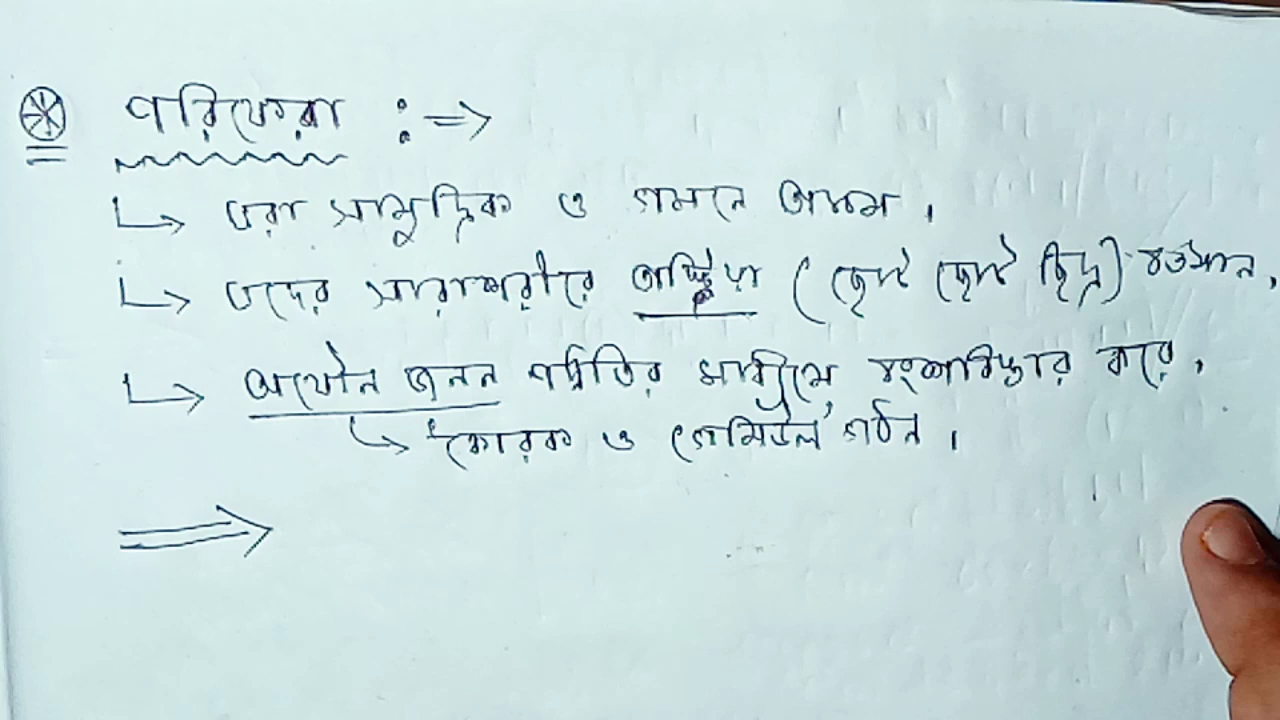 পরিফেরা :⇒
↳ এরা সামুদ্রিক ও গমনে অক্ষম ।
↳ এদের সারাশরীরে অস্টিয়া (ছোট ছোট ছিদ্র) বর্তমান,
↳ অযৌন জনন পদ্ধতির মাধ্যমে বংশবিস্তার করে,
↳ কোরক ও গেমিউল গঠন ।
⇒